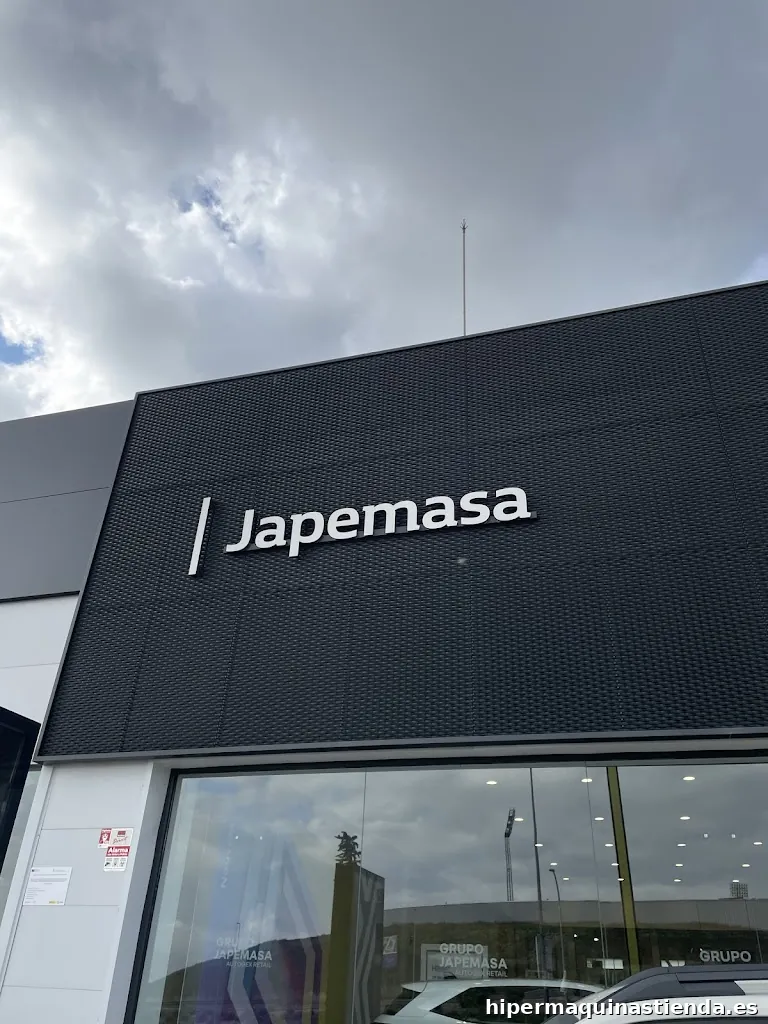 Japemasa
Alarma
GRUPO
JAPEMASA
GRUPO
JAPEMASA
GRUPO
hipermaquinastienda.es